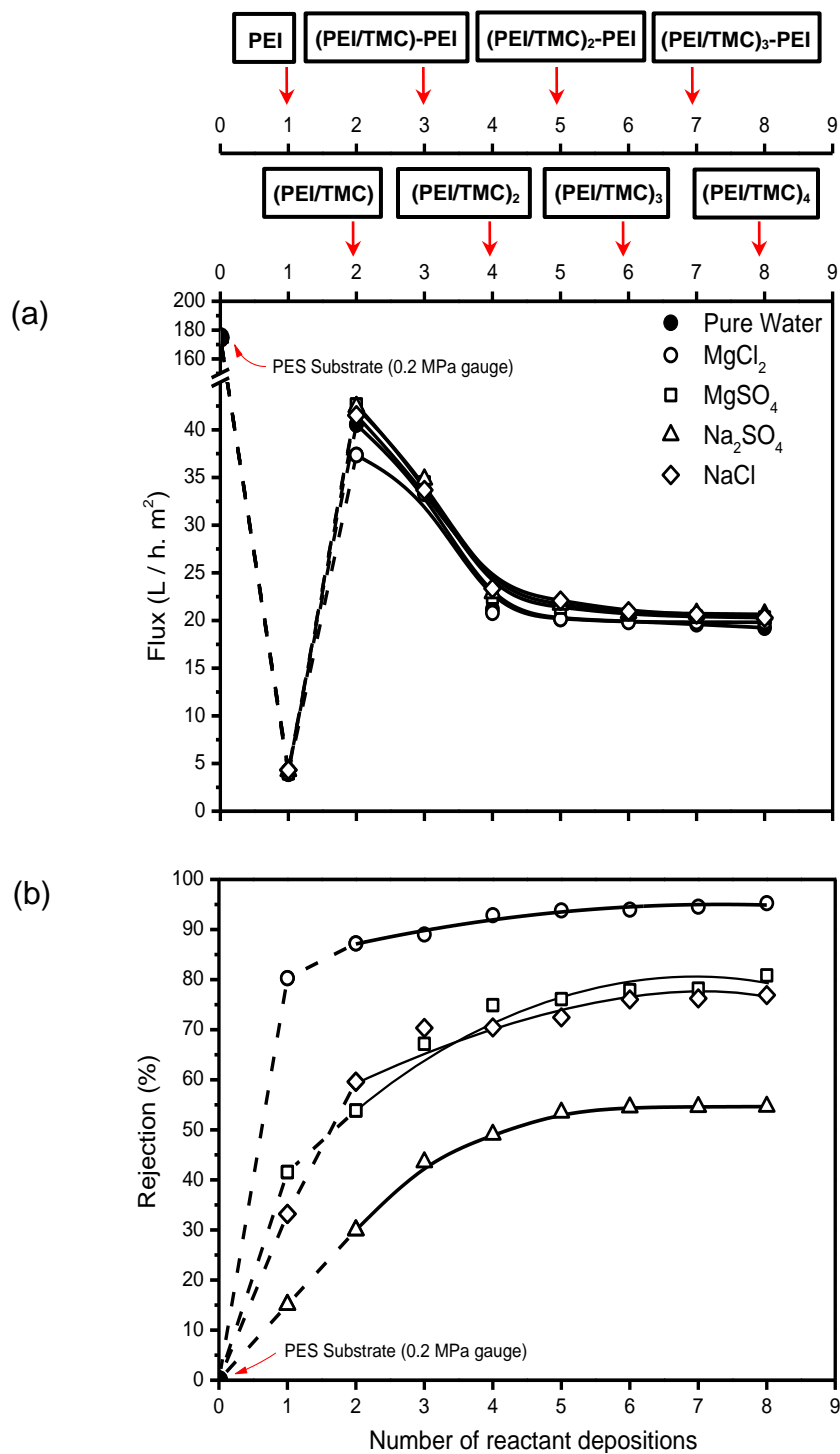 PEI (PEI/TMC)-PEI (PEI/TMC)2-PEI (PEI/TMC)3-PEI
0 1 2 3 4 5 6 7 8 9
(PEI/TMC) (PEI/TMC)2 (PEI/TMC)3 (PEI/TMC)4
0 1 2 3 4 5 6 7 8 9
(a)
200
180
160
40
35
30
25
20
15
10
5
0
Flux (L / h. m2)
PES Substrate (0.2 MPa gauge)
Pure Water
MgCl2
MgSO4
Na2SO4
NaCl
(b)
100
90
80
70
60
50
40
30
20
10
0
Rejection (%)
PES Substrate (0.2 MPa gauge)
0 1 2 3 4 5 6 7 8 9
Number of reactant depositions